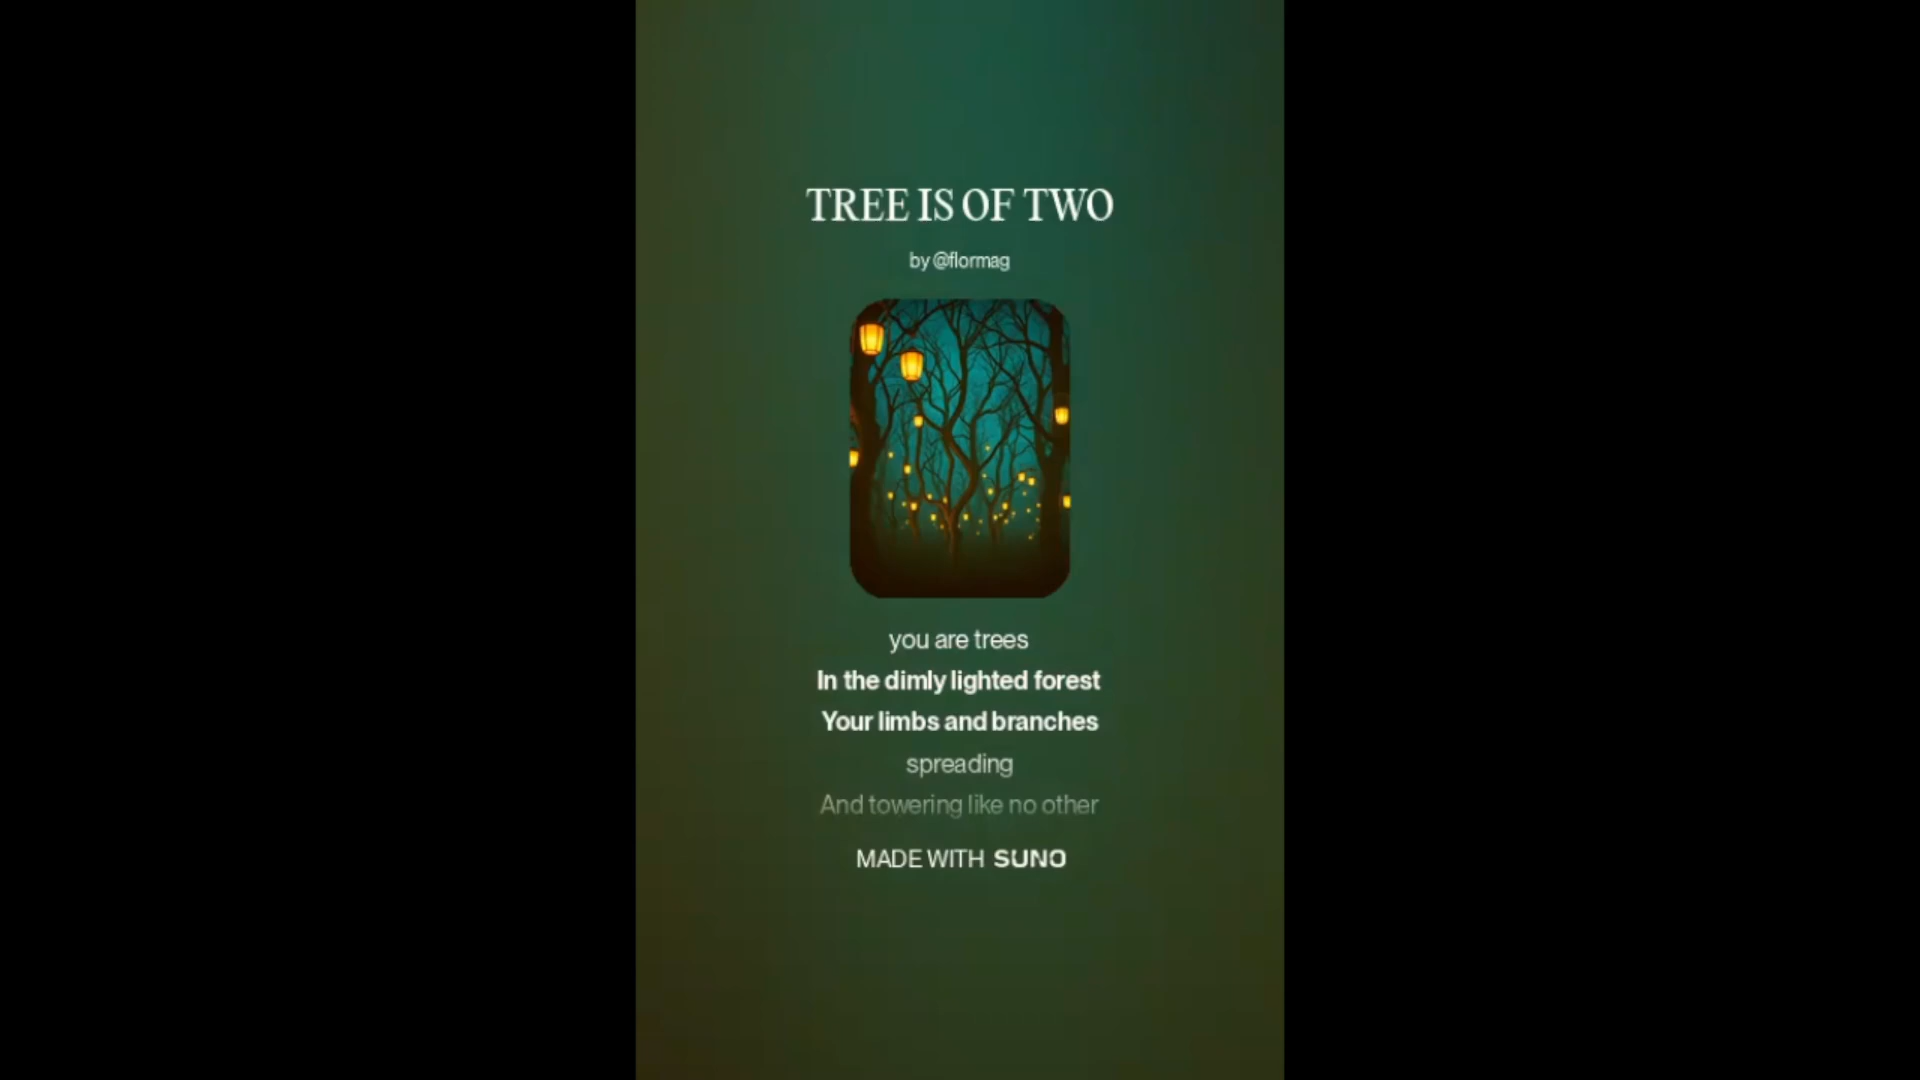 TREE IS OF TWO
by @flormag
you are trees
In the dimly lighted forest
Your limbs and branches
spreading
And towering like no other
MADE WITH SUNO